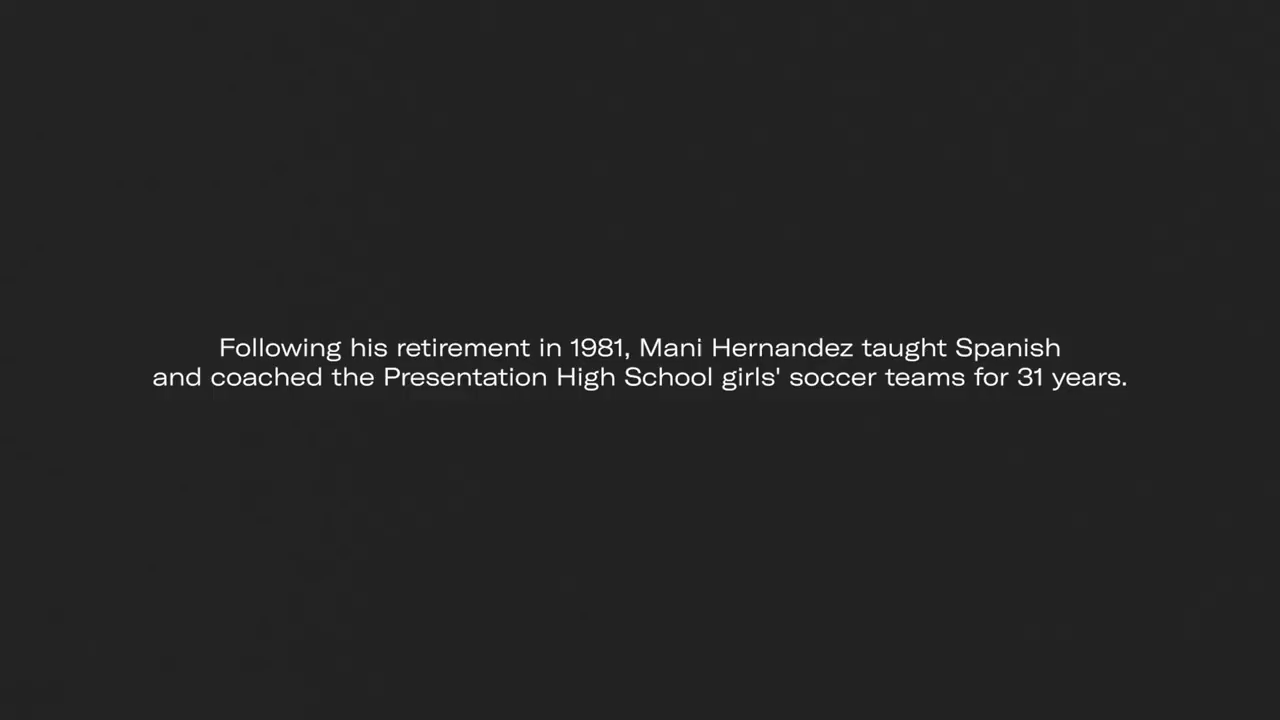 Following his retirement in 1981, Mani Hernandez taught Spanish
and coached the Presentation High School girls' soccer teams for 31 years.